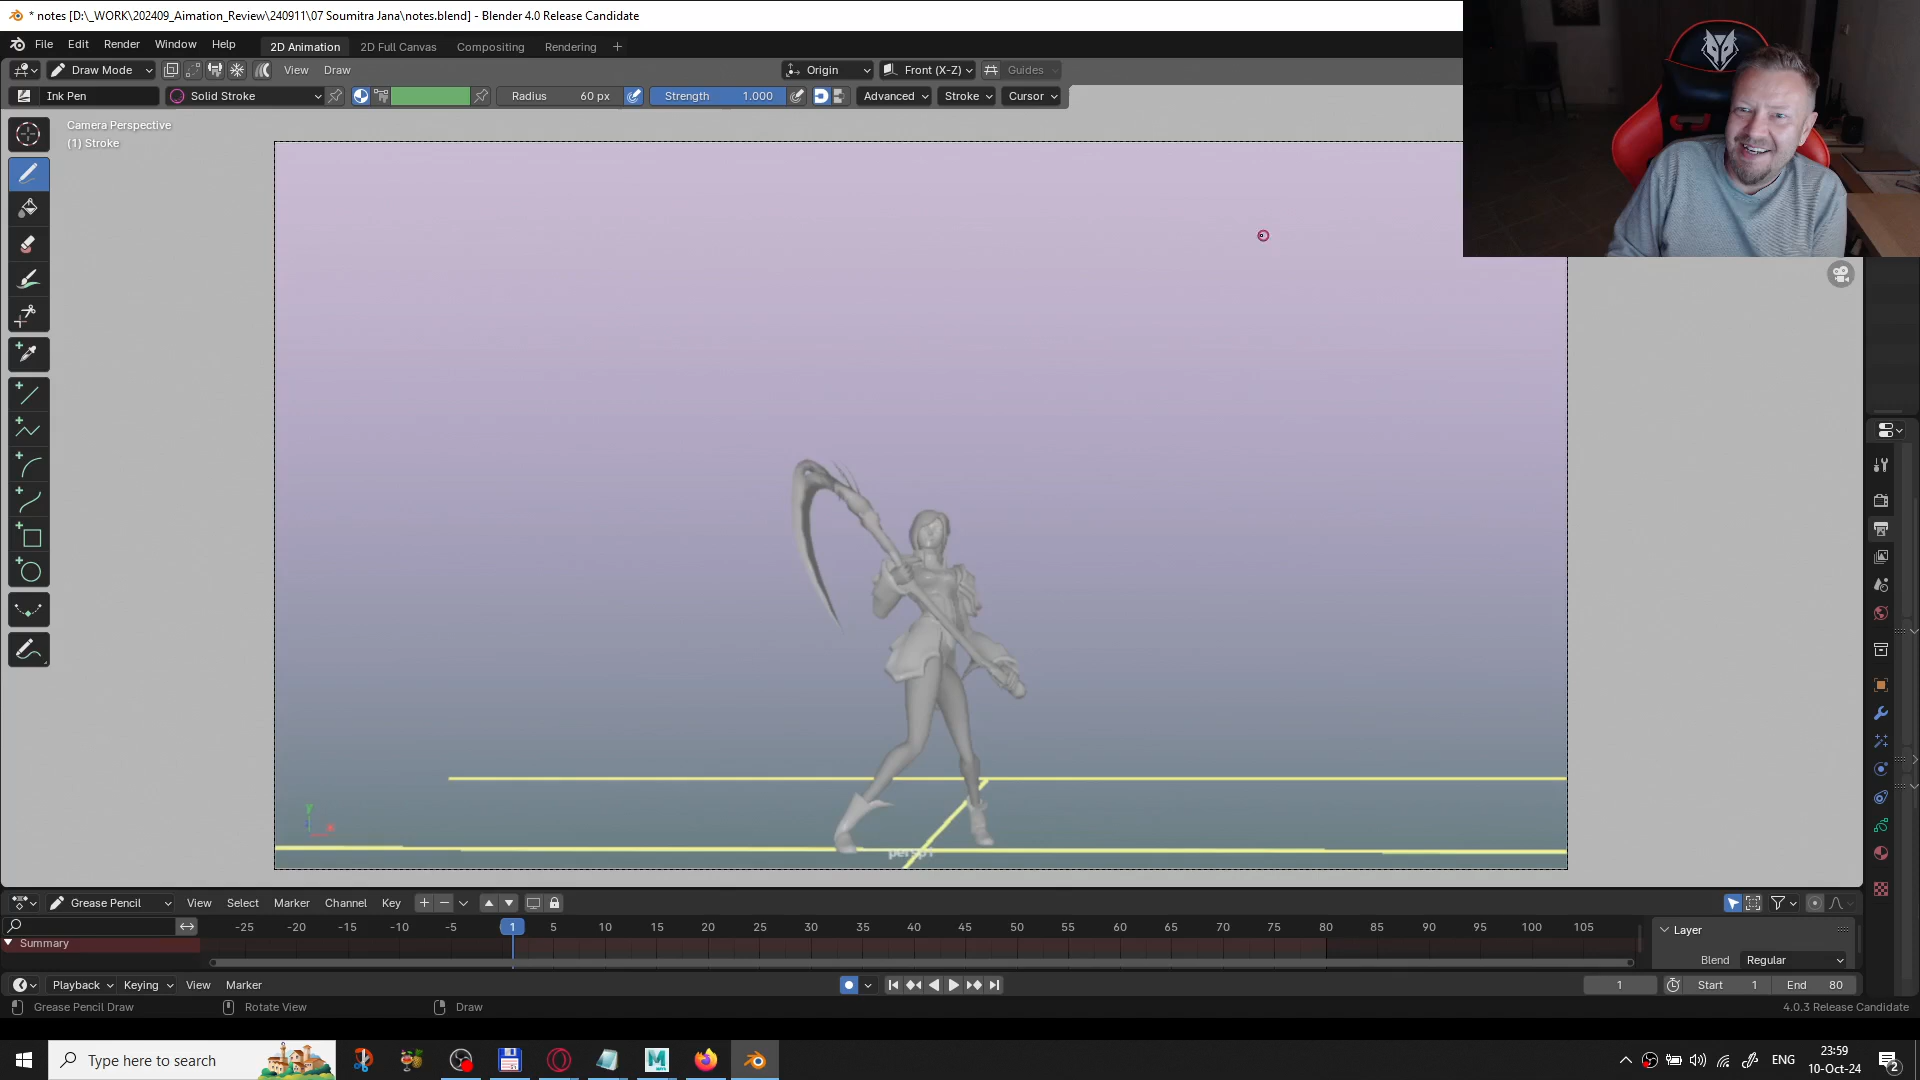 * notes [D:\_WORK\202409_Aimation_Review\240911\07 Soumitra Jana\notes.blend] - Blender 4.0 Release Candidate
File Edit Render Window Help 2D Animation 2D Full Canvas Compositing Rendering +
Draw Mode View Draw Origin Front (X-Z) Guides
Ink Pen Solid Stroke Radius 60 px Strength 1.000 Advanced Stroke Cursor
Camera Perspective
(1) Stroke
Y
persp1
Grease Pencil View Select Marker Channel Key
-25 -20 -15 -10 -5 1 5 10 15 20 25 30 35 40 45 50 55 60 65 70 75 80 85 90 95 100 105
Layer
Summary
Blend Regular
Playback Keying View Marker 1 Start 1 End 80
Grease Pencil Draw Rotate View Draw 4.0.3 Release Candidate
Type here to search
ENG
23:59
10-Oct-24
2